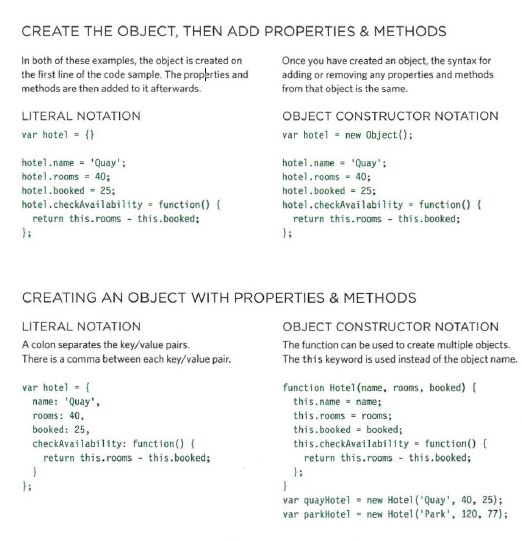 CREATE THE OBJECT, THEN ADD PROPERTIES & METHODS
In both of these examples, the object is created on
the first line of the code sample. The properties and
methods are then added to it afterwards.
LITERAL NOTATION
var hotel = {}
hotel.name = 'Quay';
hotel.rooms = 40;
hotel.booked = 25;
hotel.checkAvailability = function() {
return this.rooms - this.booked;
};
Once you have created an object, the syntax for
adding or removing any properties and methods
from that object is the same.
OBJECT CONSTRUCTOR NOTATION
var hotel = new Object();
hotel.name = 'Quay';
hotel.rooms = 40;
hotel.booked = 25;
hotel.checkAvailability = function() {
return this.rooms - this.booked;
};
CREATING AN OBJECT WITH PROPERTIES & METHODS
LITERAL NOTATION
A colon separates the key/value pairs.
There is a comma between each key/value pair.
var hotel = {
name: 'Quay',
rooms: 40,
booked: 25,
checkAvailability: function() {
return this.rooms - this.booked;
}
};
OBJECT CONSTRUCTOR NOTATION
The function can be used to create multiple objects.
The this keyword is used instead of the object name.
function Hotel(name, rooms, booked) {
this.name = name;
this.rooms = rooms;
this.booked = booked;
this.checkAvailability = function() {
return this.rooms - this.booked;
};
}
var quayHotel = new Hotel('Quay', 40, 25);
var parkHotel = new Hotel('Park', 120, 77);